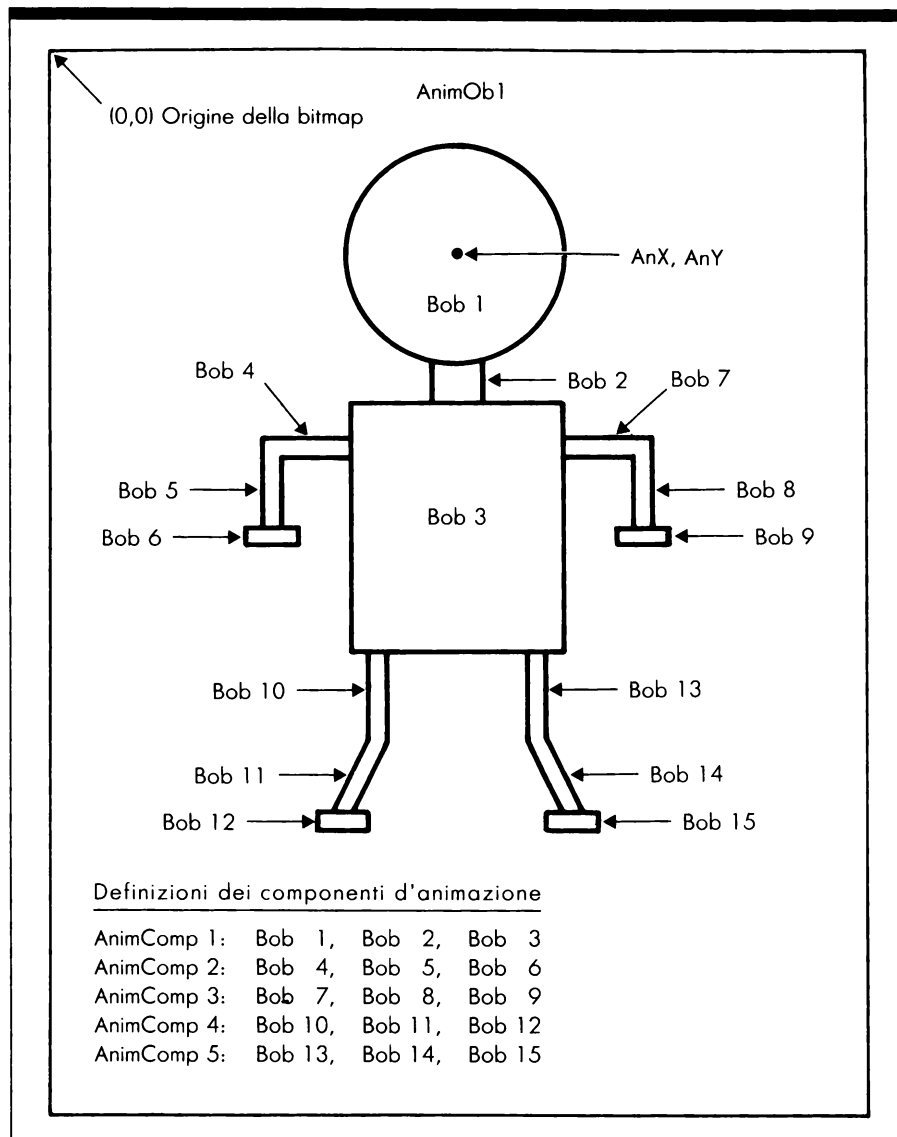 AnimOb1
(0,0) Origine della bitmap
AnX, AnY
Bob 1
Bob 4
Bob 2
Bob 7
Bob 5
Bob 3
Bob 8
Bob 6
Bob 9
Bob 10
Bob 13
Bob 11
Bob 14
Bob 12
Bob 15
Definizioni dei componenti d'animazione
AnimComp 1: Bob 1, Bob 2, Bob 3
AnimComp 2: Bob 4, Bob 5, Bob 6
AnimComp 3: Bob 7, Bob 8, Bob 9
AnimComp 4: Bob 10, Bob 11, Bob 12
AnimComp 5: Bob 13, Bob 14, Bob 15